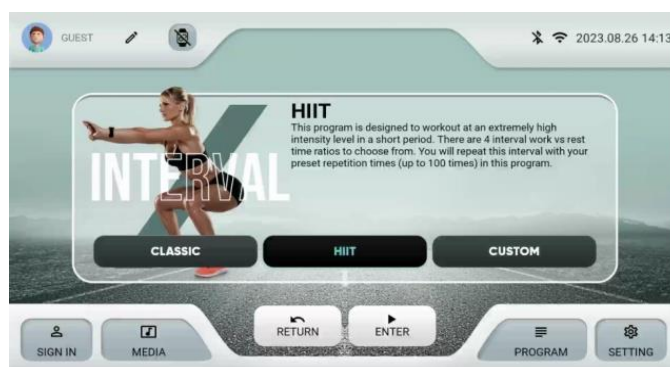 GUEST
2023.08.26 14:13
HIIT
This program is designed to workout at an extremely high
intensity level in a short period. There are 4 interval work vs rest
time ratios to choose from. You will repeat this interval with your
preset repetition times (up to 100 times) in this program.
INTERVAL
CLASSIC
HIIT
CUSTOM
RETURN
ENTER
SIGN IN
MEDIA
PROGRAM
SETTING